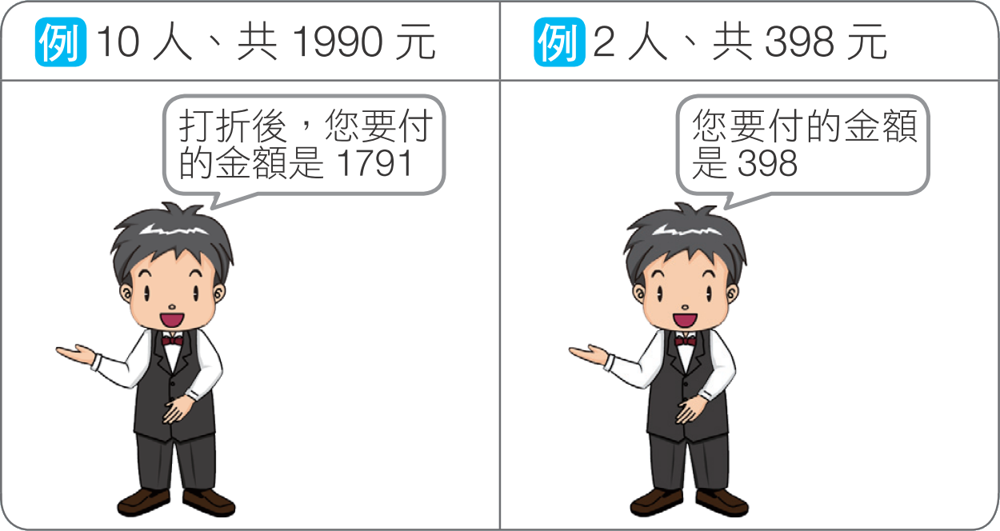 例 10 人、共 1990 元
打折後，您要付
的金額是 1791
例 2 人、共 398 元
您要付的金額
是 398